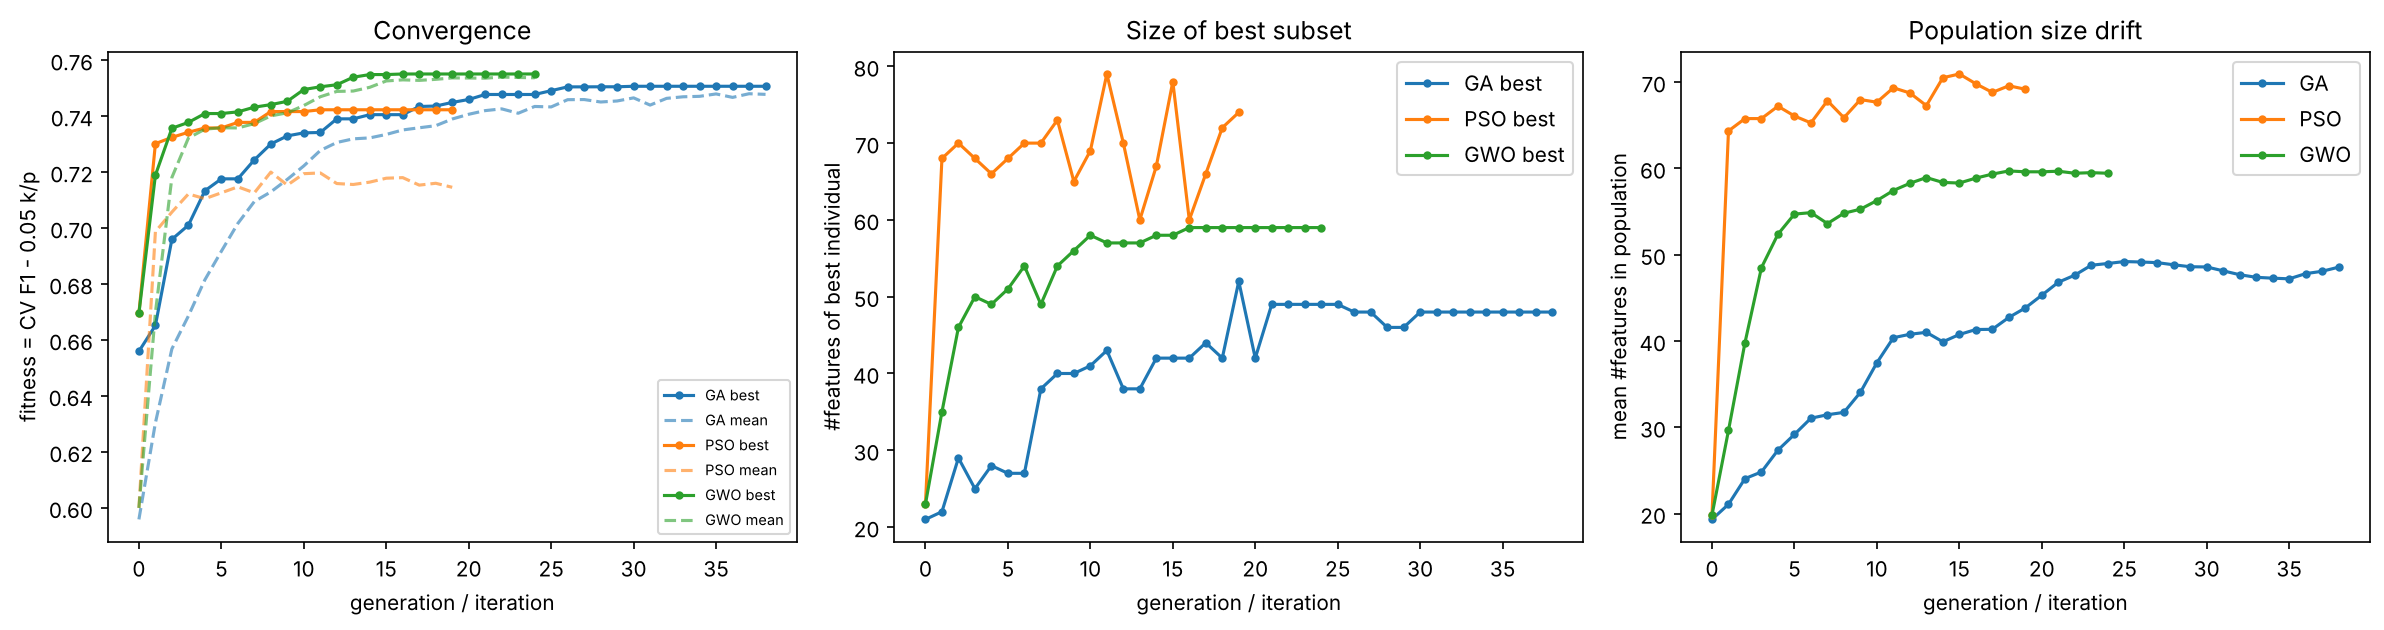 Convergence
fitness = CV F1 - 0.05 k/p
0.76
0.74
0.72
0.70
0.68
0.66
0.64
0.62
0.60
GA best
GA mean
PSO best
PSO mean
GWO best
GWO mean
0 5 10 15 20 25 30 35
generation / iteration
Size of best subset
#features of best individual
80
70
60
50
40
30
20
GA best
PSO best
GWO best
0 5 10 15 20 25 30 35
generation / iteration
Population size drift
mean #features in population
70
60
50
40
30
20
GA
PSO
GWO
0 5 10 15 20 25 30 35
generation / iteration